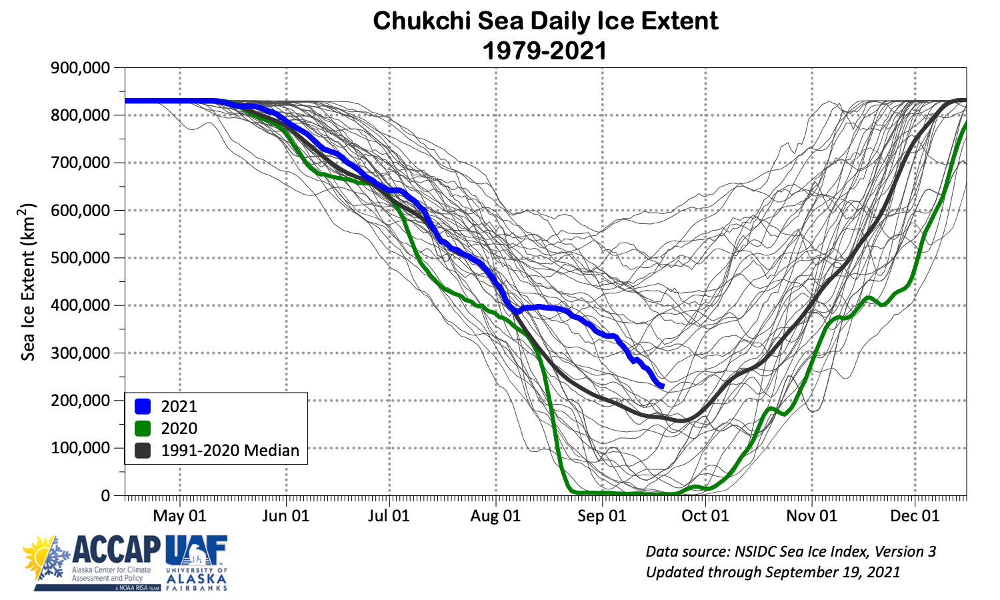 Chukchi Sea Daily Ice Extent
1979-2021
900,000
800,000
700,000
600,000
500,000
400,000
300,000
200,000
100,000
0
Sea Ice Extent (km²)
2021
2020
1991-2020 Median
May 01
Jun 01
Jul 01
Aug 01
Sep 01
Oct 01
Nov 01
Dec 01
ACCAP
Alaska Center for Climate
Assessment and Policy
A NOAA RISA TEAM
UAF
UNIVERSITY OF
ALASKA
FAIRBANKS
Data source: NSIDC Sea Ice Index, Version 3
Updated through September 19, 2021